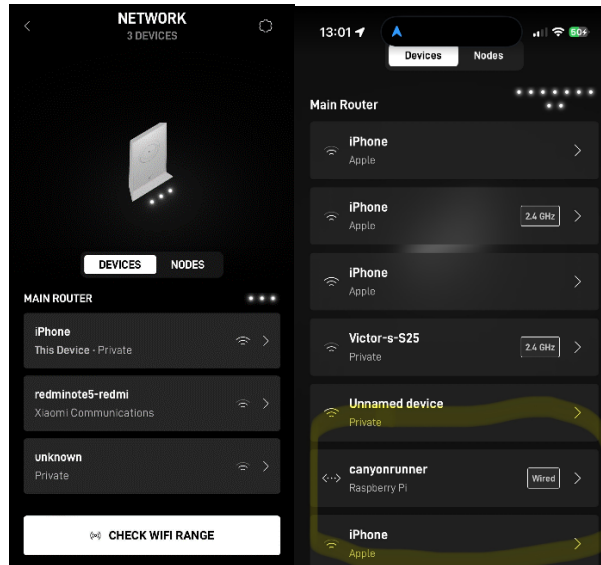 NETWORK
3 DEVICES
DEVICES NODES
MAIN ROUTER
iPhone
This Device - Private
redminote5-redmi
Xiaomi Communications
unknown
Private
CHECK WIFI RANGE
13:01
Devices Nodes
Main Router
iPhone
Apple
iPhone
Apple
2.4 GHz
iPhone
Apple
Victor-s-S25
Private
2.4 GHz
Unnamed device
Private
canyonrunner
Raspberry Pi
Wired
iPhone
Apple